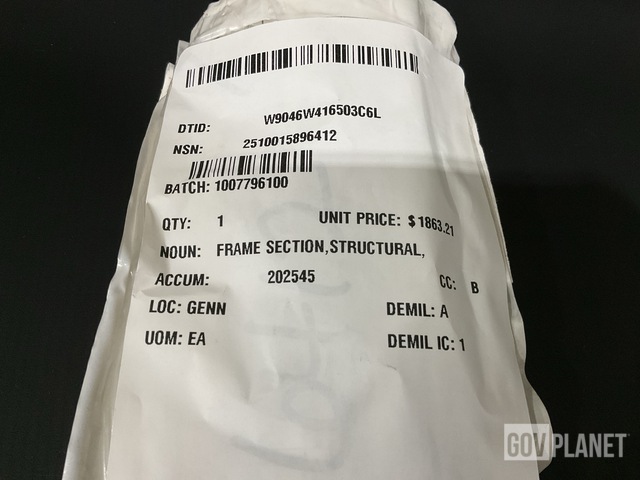 DTID: W9046W416503C6L
NSN: 2510015896412
BATCH: 1007796100
QTY: 1 UNIT PRICE: $1863.21
NOUN: FRAME SECTION,STRUCTURAL,
ACCUM: 202545 CC: B
LOC: GENN DEMIL: A
UOM: EA DEMIL IC: 1
GOVPLANET